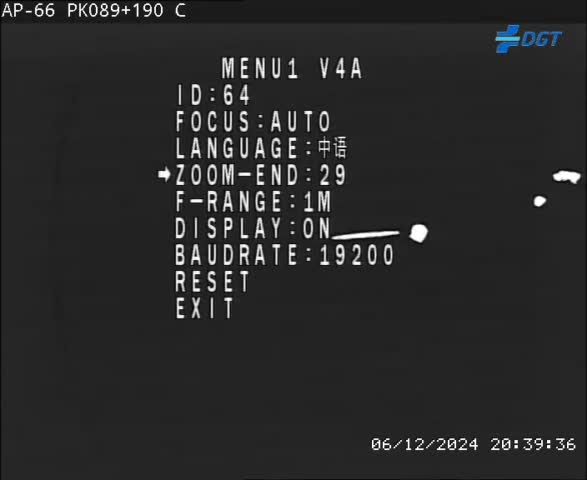 AP-66 PK089+190 C
DGT
MENU1 V4A
ID:64
FOCUS:AUTO
LANGUAGE:中语
ZOOM-END:29
F-RANGE:1M
DISPLAY:ON
BAUDRATE:19200
RESET
EXIT
06/12/2024 20:39:36